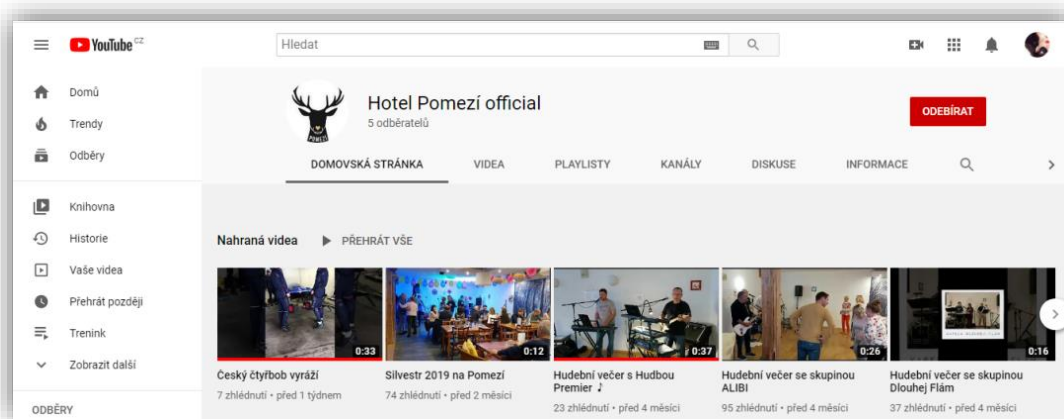 YouTube CZ
Hledat
Domů
Trendy
Odběry
Knihovna
Historie
Vaše videa
Přehrát později
Trenink
Zobrazit další
ODBĚRY
POMEZÍ
Hotel Pomezí official
5 odběratelů
ODEBÍRAT
DOMOVSKÁ STRÁNKA VIDEA PLAYLISTY KANÁLY DISKUSE INFORMACE
Nahraná videa PŘEHRÁT VŠE
0:33
Český čtyřbob vyráží
7 zhlédnutí • před 1 týdnem
0:12
Silvestr 2019 na Pomezí
74 zhlédnutí • před 2 měsíci
0:37
Hudební večer s Hudbou
Premier ♪
23 zhlédnutí • před 4 měsíci
0:26
Hudební večer se skupinou
ALIBI
95 zhlédnutí • před 4 měsíci
0:16
Hudební večer se skupinou
Dlouhej Flám
37 zhlédnutí • před 4 měsíci